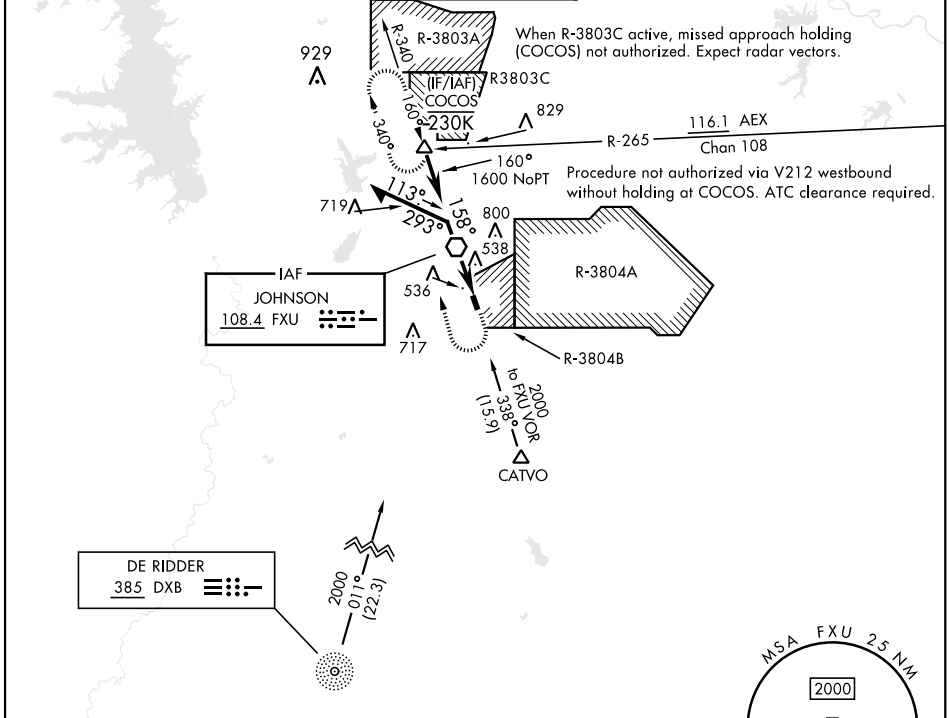 R-3803A
When R-3803C active, missed approach holding
(COCOS) not authorized. Expect radar vectors.
R-340
929
R3803C
(IF/IAF)
COCOS
230K
160°
340°
829
116.1 AEX
R-265
Chan 108
160°
1600 NoPT
Procedure not authorized via V212 westbound
without holding at COCOS. ATC clearance required.
113°
293°
158°
719
800
538
R-3804A
IAF
JOHNSON
108.4 FXU
536
717
R-3804B
2000
to FXU VOR
338°
(15.9)
CATVO
DE RIDDER
385 DXB
2000
011°
(22.3)
MSA FXU 25 NM
2000